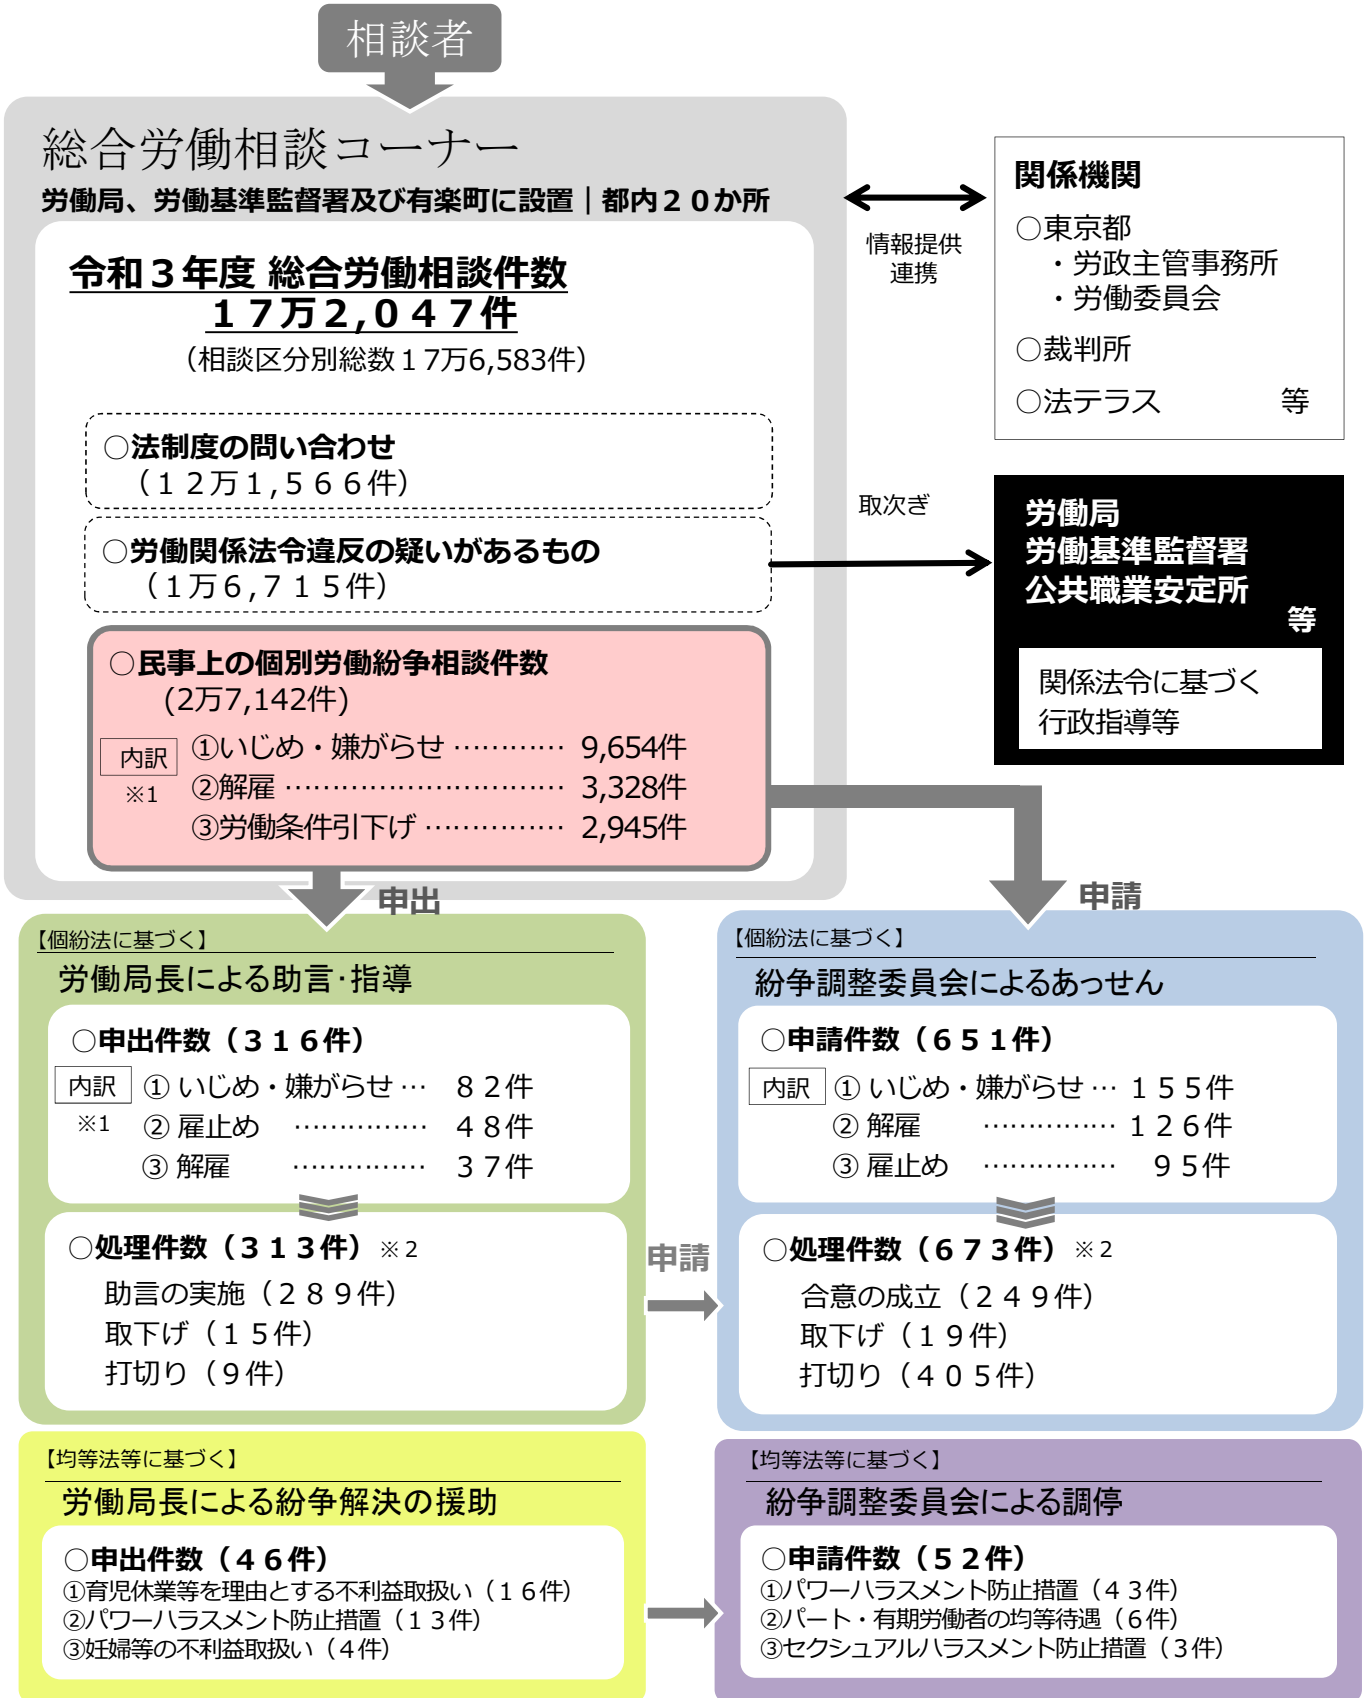 相談者
総合労働相談コーナー
労働局、労働基準監督署及び有楽町に設置｜都内２０か所
令和３年度 総合労働相談件数
１７万２,０４７件
（相談区分別総数１7万6,583件）
○法制度の問い合わせ
（１２万１,５６６件）
○労働関係法令違反の疑いがあるもの
（１万６,７１５件）
○民事上の個別労働紛争相談件数
(2万7,142件)
内訳
※1
①いじめ・嫌がらせ ………… 9,654件
②解雇 ………………………… 3,328件
③労働条件引下げ …………… 2,945件
情報提供
連携
関係機関
○東京都
・労政主管事務所
・労働委員会
○裁判所
○法テラス 等
取次ぎ
労働局
労働基準監督署
公共職業安定所
等
関係法令に基づく
行政指導等
申出
申請
【個紛法に基づく】
労働局長による助言･指導
○申出件数（３１６件）
内訳
※1
① いじめ・嫌がらせ … ８２件
② 雇止め …………… ４８件
③ 解雇 …………… ３７件
○処理件数（３１３件）※２
助言の実施（２８９件）
取下げ（１５件）
打切り（９件）
申請
【個紛法に基づく】
紛争調整委員会によるあっせん
○申請件数（６５１件）
内訳
① いじめ・嫌がらせ … １５５件
② 解雇 …………… １２６件
③ 雇止め …………… ９５件
○処理件数（６７３件）※２
合意の成立（２４９件）
取下げ（１９件）
打切り（４０５件）
【均等法等に基づく】
労働局長による紛争解決の援助
○申出件数（４６件）
①育児休業等を理由とする不利益取扱い（１６件）
②パワーハラスメント防止措置（１３件）
③妊婦等の不利益取扱い（４件）
【均等法等に基づく】
紛争調整委員会による調停
○申請件数（５２件）
①パワーハラスメント防止措置（４３件）
②パート・有期労働者の均等待遇（６件）
③セクシュアルハラスメント防止措置（３件）